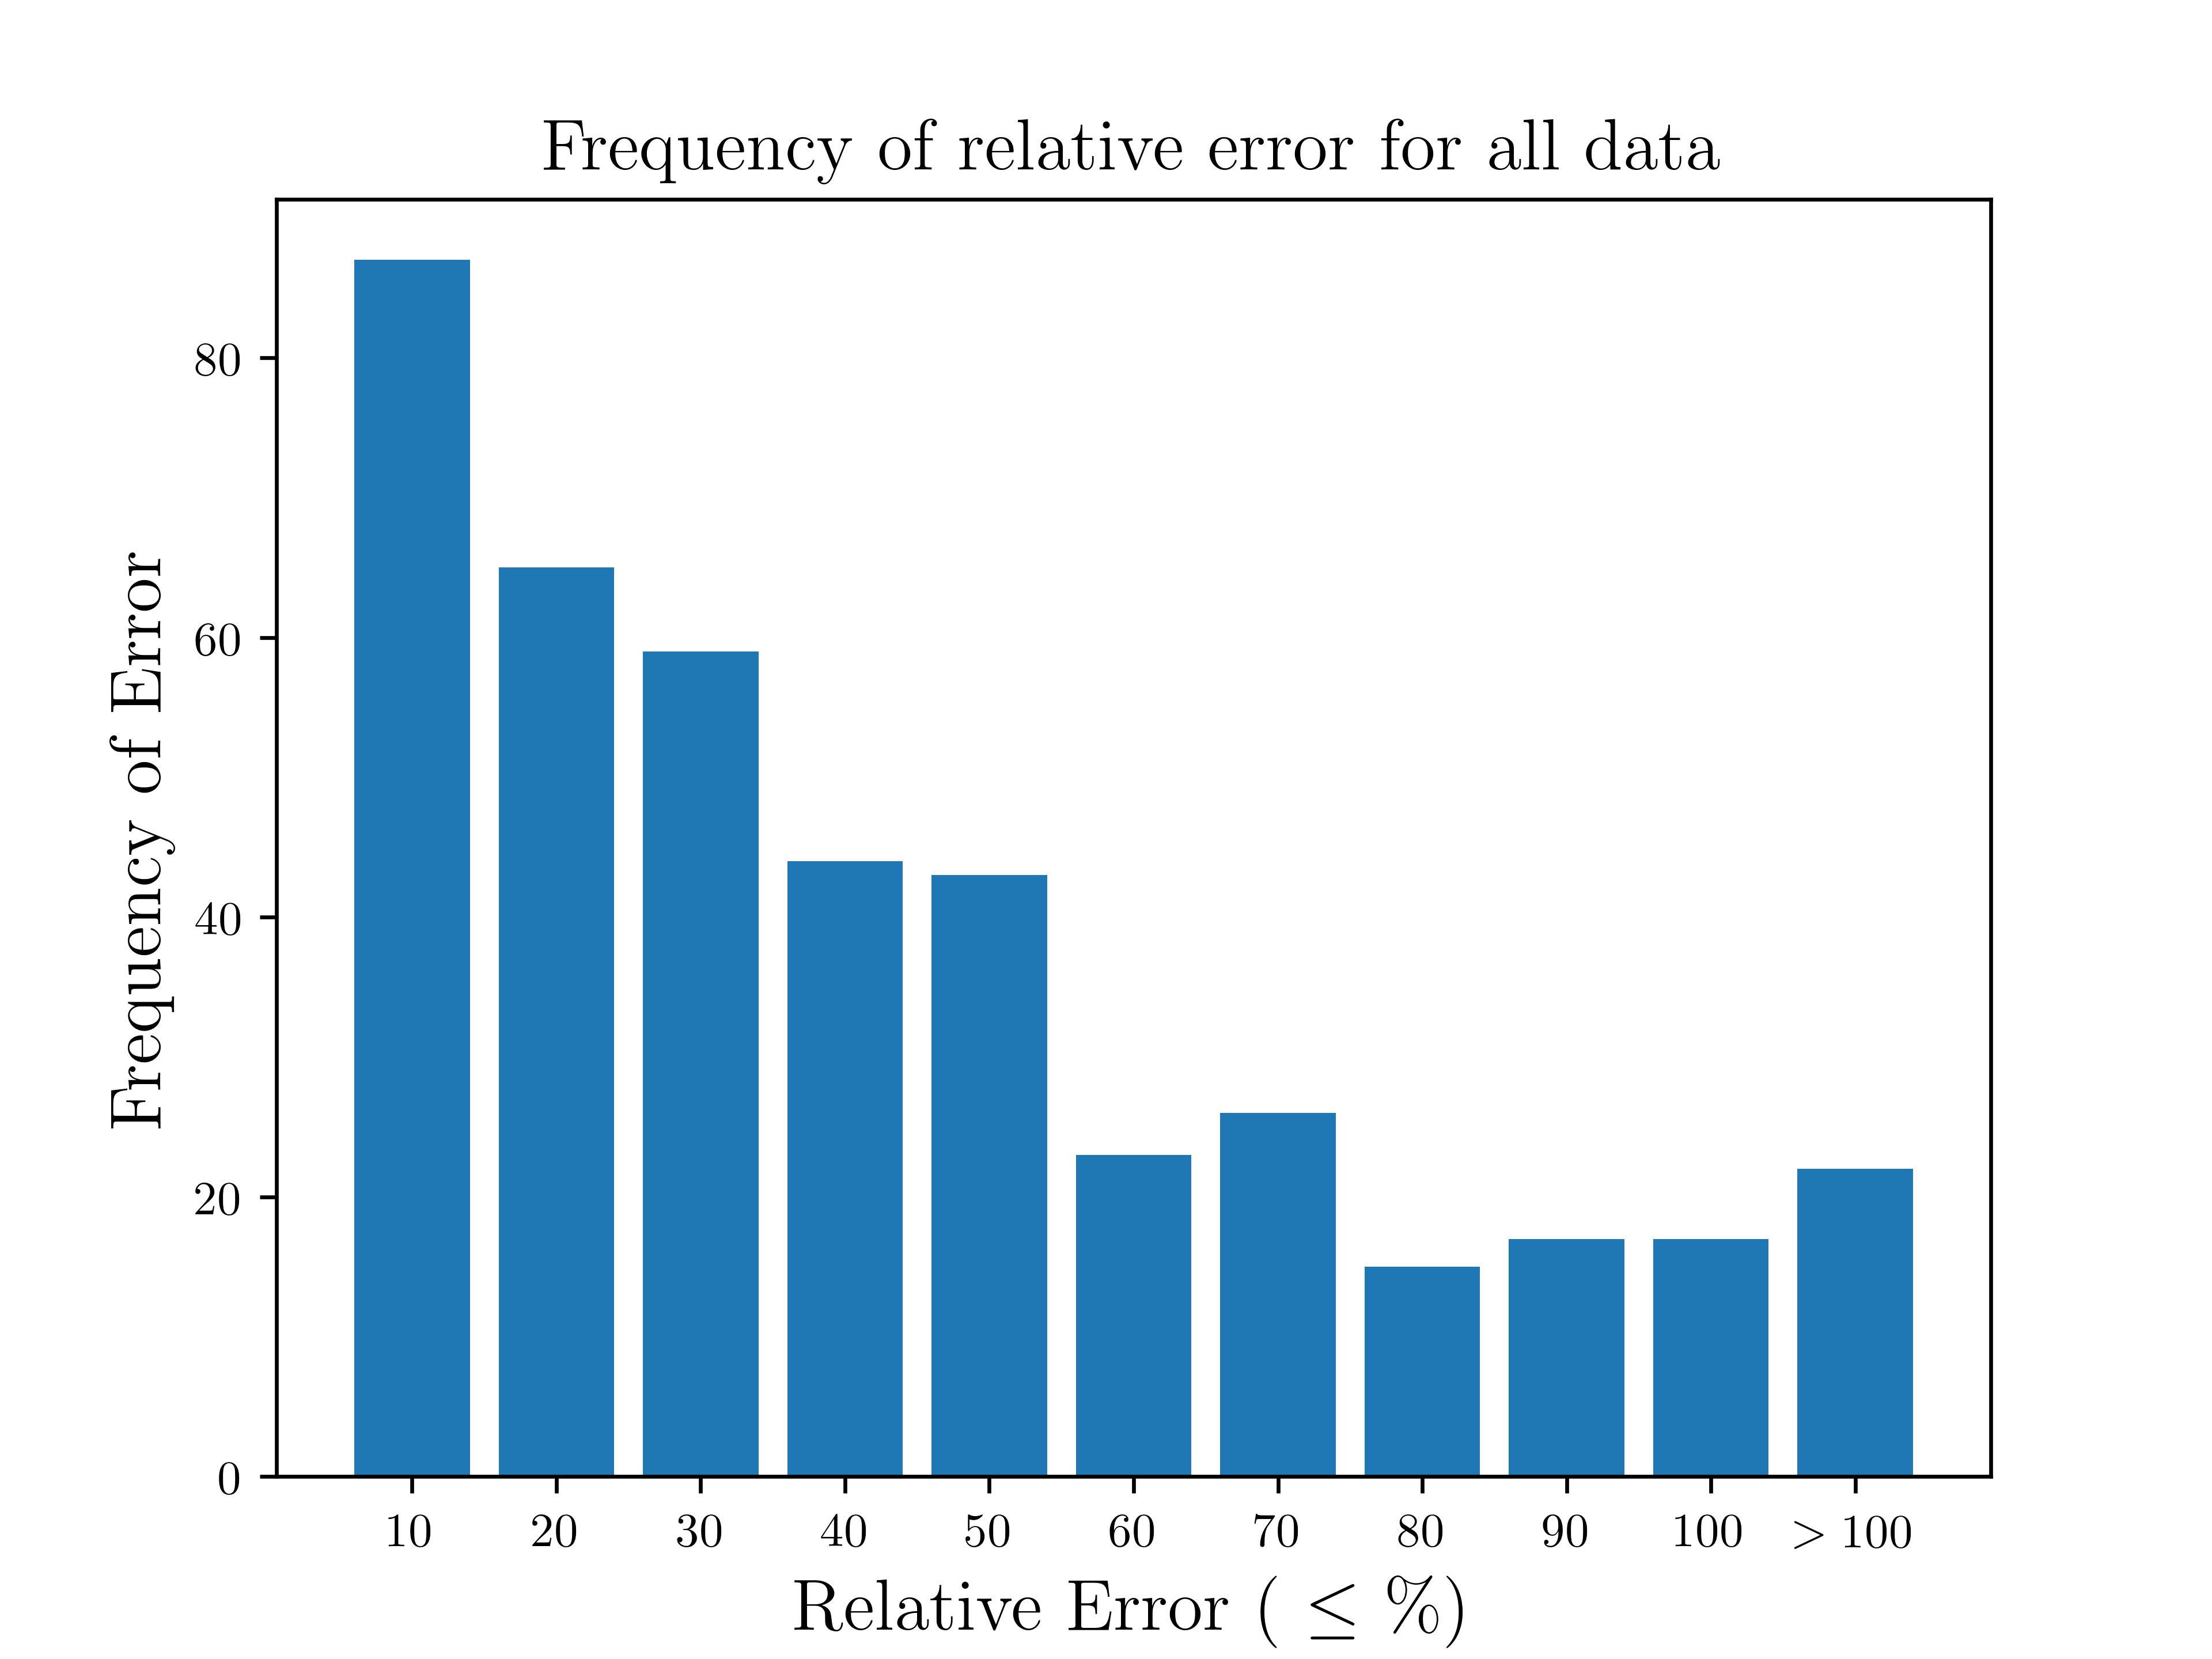 Frequency of relative error for all data
Frequency of Error
80
60
40
20
0
10 20 30 40 50 60 70 80 90 100 > 100
Relative Error ( ≤ %)